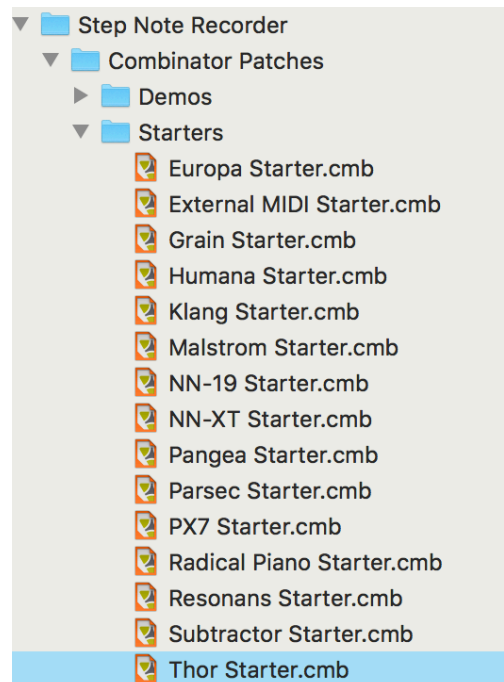 Step Note Recorder
Combinator Patches
Demos
Starters
Europa Starter.cmb
External MIDI Starter.cmb
Grain Starter.cmb
Humana Starter.cmb
Klang Starter.cmb
Malstrom Starter.cmb
NN-19 Starter.cmb
NN-XT Starter.cmb
Pangea Starter.cmb
Parsec Starter.cmb
PX7 Starter.cmb
Radical Piano Starter.cmb
Resonans Starter.cmb
Subtractor Starter.cmb
Thor Starter.cmb